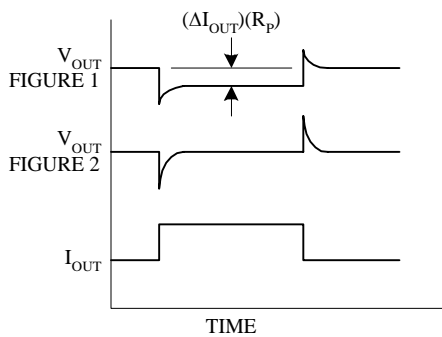 (ΔI_OUT)(R_P)
V_OUT
FIGURE 1
V_OUT
FIGURE 2
I_OUT
TIME